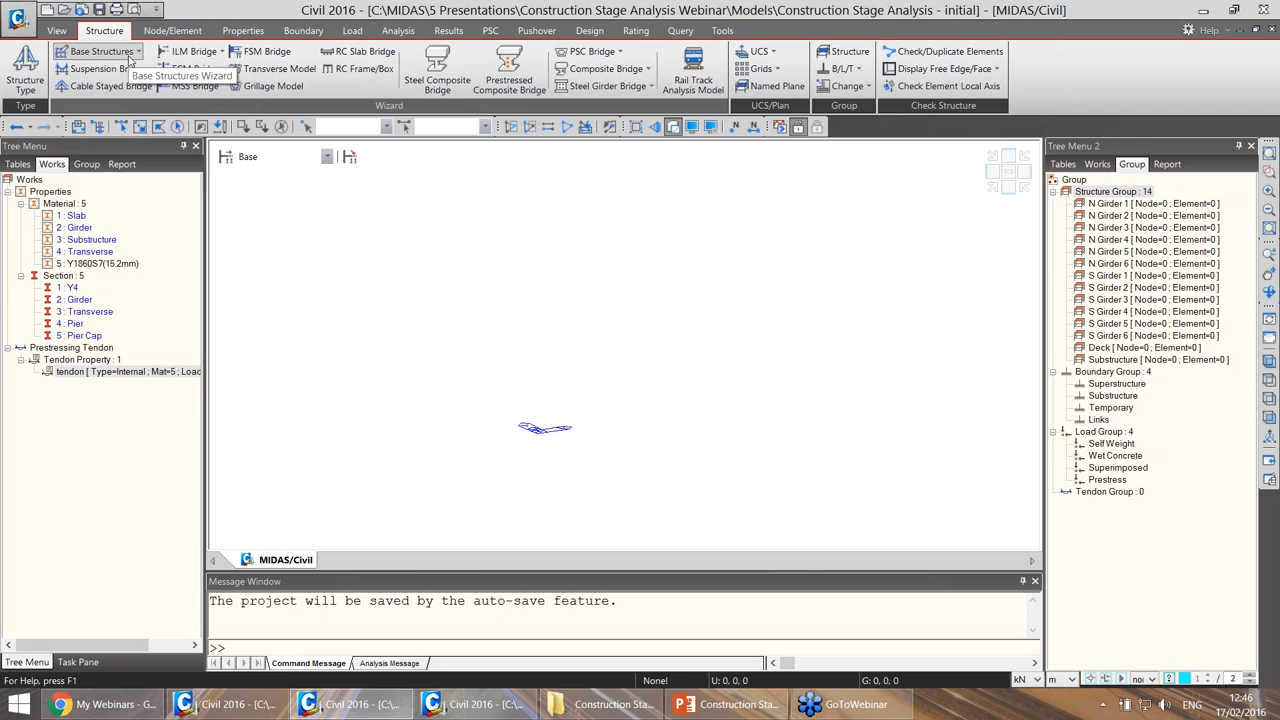 Civil 2016 - [C:\MIDAS\5 Presentations\Construction Stage Analysis Webinar\Models\Construction Stage Analysis - initial] - [MIDAS/Civil]
View Structure Node/Element Properties Boundary Load Analysis Results PSC Pushover Design Rating Query Tools Help
Structure Type
Type
Base Structures
Suspension B
Cable Stayed Bridge
Base Structures Wizard
ILM Bridge
MSS Bridge
FSM Bridge
Transverse Model
Grillage Model
RC Slab Bridge
RC Frame/Box
Steel Composite Bridge
Prestressed Composite Bridge
PSC Bridge
Composite Bridge
Steel Girder Bridge
Rail Track Analysis Model
Wizard
UCS
Grids
Named Plane
UCS/Plan
Structure
B/L/T
Change
Group
Check/Duplicate Elements
Display Free Edge/Face
Check Element Local Axis
Check Structure
Tree Menu
Tables Works Group Report
Works
Properties
Material : 5
1 : Slab
2 : Girder
3 : Substructure
4 : Transverse
5 : Y1860S7(15.2mm)
Section : 5
1 : Y4
2 : Girder
3 : Transverse
4 : Pier
5 : Pier Cap
Prestressing Tendon
Tendon Property : 1
tendon [ Type=Internal ; Mat=5 ; Loac
Tree Menu Task Pane
Base
TOP
MIDAS/Civil
Message Window
The project will be saved by the auto-save feature.
>>
Command Message Analysis Message
Tree Menu 2
Tables Works Group Report
Group
Structure Group : 14
N Girder 1 [ Node=0 ; Element=0 ]
N Girder 2 [ Node=0 ; Element=0 ]
N Girder 3 [ Node=0 ; Element=0 ]
N Girder 4 [ Node=0 ; Element=0 ]
N Girder 5 [ Node=0 ; Element=0 ]
N Girder 6 [ Node=0 ; Element=0 ]
S Girder 1 [ Node=0 ; Element=0 ]
S Girder 2 [ Node=0 ; Element=0 ]
S Girder 3 [ Node=0 ; Element=0 ]
S Girder 4 [ Node=0 ; Element=0 ]
S Girder 5 [ Node=0 ; Element=0 ]
S Girder 6 [ Node=0 ; Element=0 ]
Deck [ Node=0 ; Element=0 ]
Substructure [ Node=0 ; Element=0 ]
Boundary Group : 4
Superstructure
Substructure
Temporary
Links
Load Group : 4
Self Weight
Wet Concrete
Superimposed
Prestress
Tendon Group : 0
For Help, press F1 None! U: 0, 0, 0 G: 0, 0, 0 kN m non 1 / 2
My Webinars - G... Civil 2016 - [C:\... Civil 2016 - [C:\... Civil 2016 - [C:\... Construction Sta... Construction Sta... GoToWebinar ENG 12:46
17/02/2016